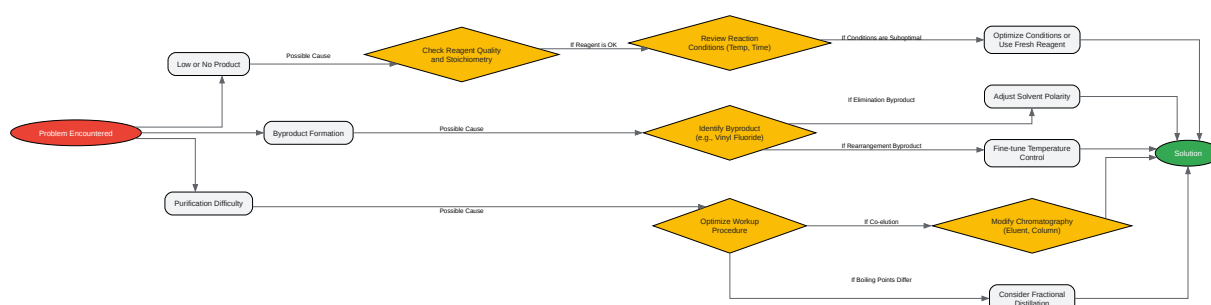 Low or No Product
Possible Cause
Check Reagent Quality
and Stoichiometry
If Reagent is OK
Review Reaction
Conditions (Temp, Time)
If Conditions are Suboptimal
Optimize Conditions or
Use Fresh Reagent
Problem Encountered
Byproduct Formation
Possible Cause
Identify Byproduct
(e.g., Vinyl Fluoride)
If Elimination Byproduct
Adjust Solvent Polarity
If Rearrangement Byproduct
Fine-tune Temperature
Control
Solution
Purification Difficulty
Possible Cause
Optimize Workup
Procedure
If Co-elution
Modify Chromatography
(Eluent, Column)
If Boiling Points Differ
Consider Fractional
Distillation